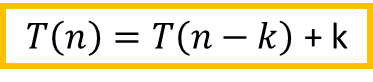 T(n) = T(n − k) + k